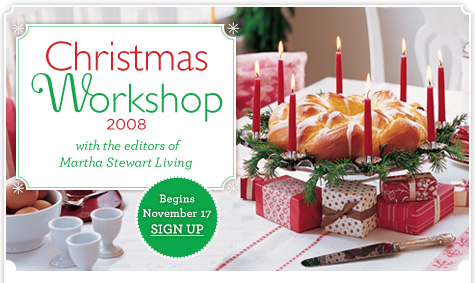 Christmas
Workshop
2008
with the editors of
Martha Stewart Living
Begins
November 17
SIGN UP